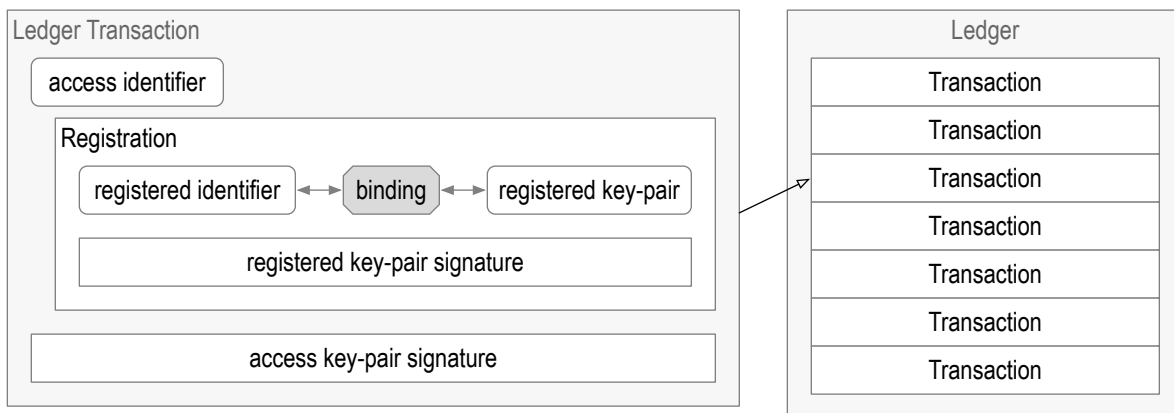 Ledger Transaction
access identifier
Registration
registered identifier
binding
registered key-pair
registered key-pair signature
access key-pair signature
Ledger
Transaction
Transaction
Transaction
Transaction
Transaction
Transaction
Transaction